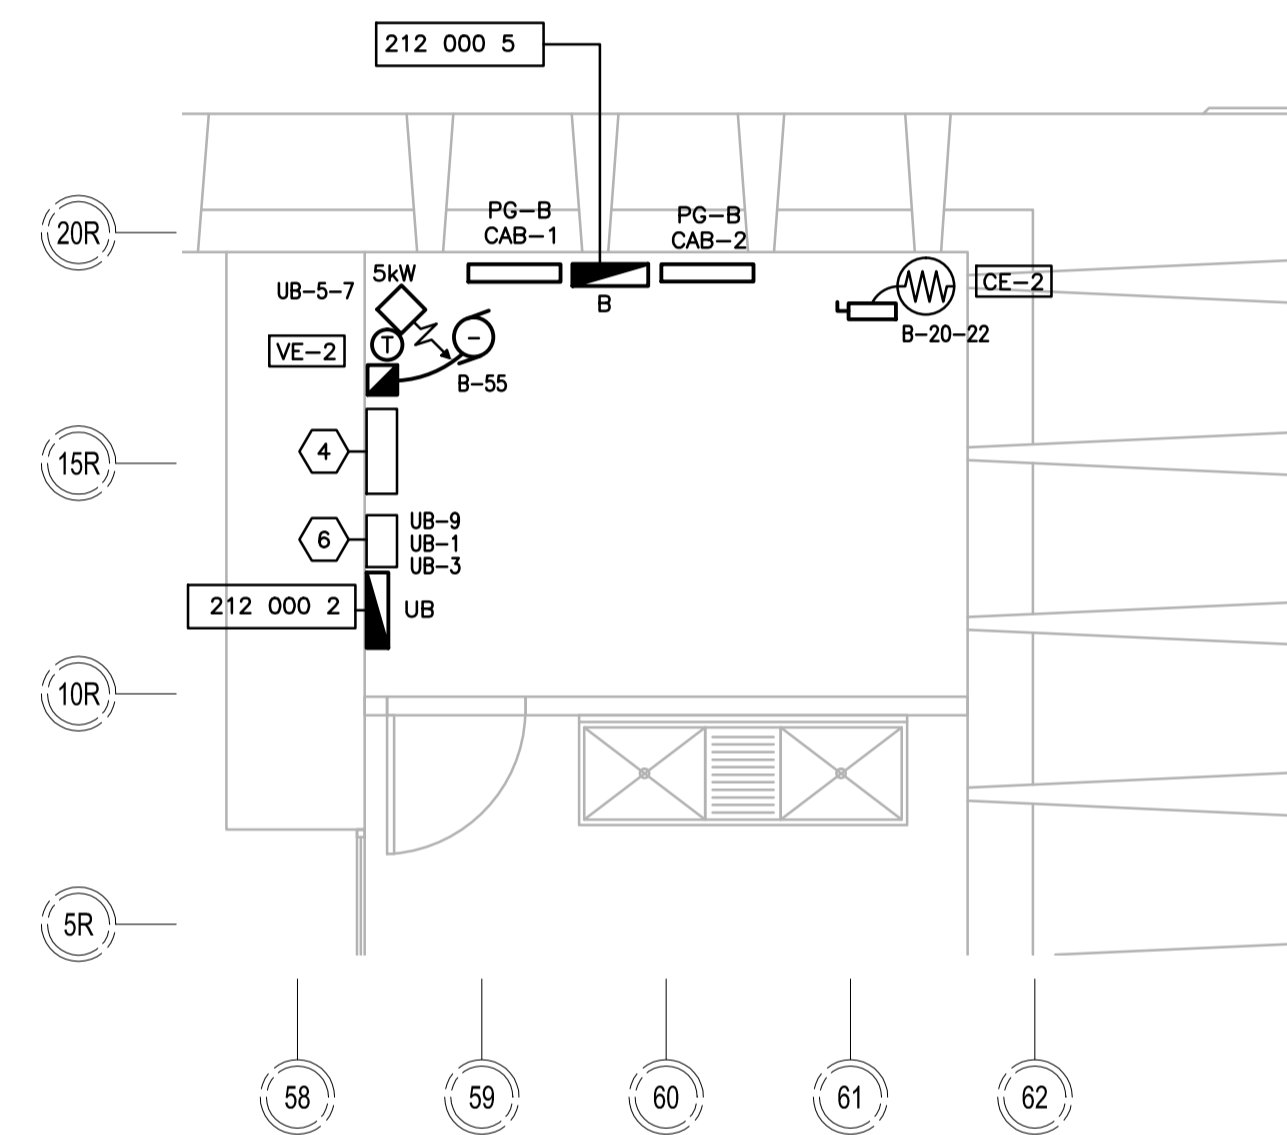 212 000 5
20R
PG-B
CAB-1
PG-B
CAB-2
5kW
UB-5-7
CE-2
B
T
-
VE-2
B-20-22
B-55
4
15R
6
UB-9
UB-1
UB-3
212 000 2
UB
10R
5R
58
59
60
61
62